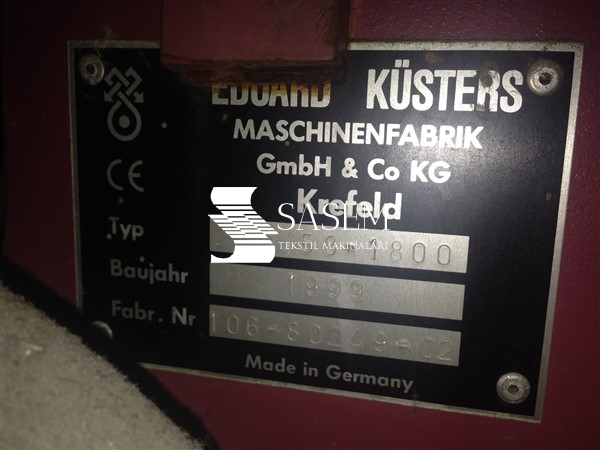 EDUARD KÜSTERS
MASCHINENFABRIK
GmbH & Co KG
CE
Krefeld
SASEM
TEKSTİL MAKİNALARI
Typ
-1800
Baujahr 1999
Fabr. Nr
Made in Germany